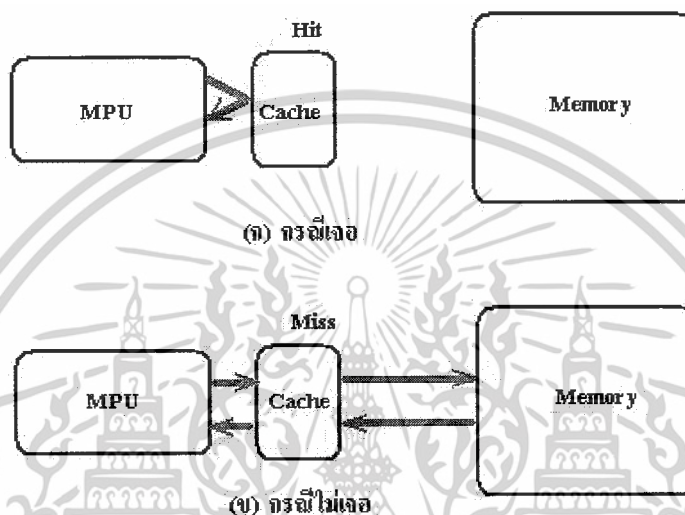 Hit
MPU
Cache
Memory
(ก) กรณีเจอ
Miss
MPU
Cache
Memory
(ข) กรณีไม่เจอ